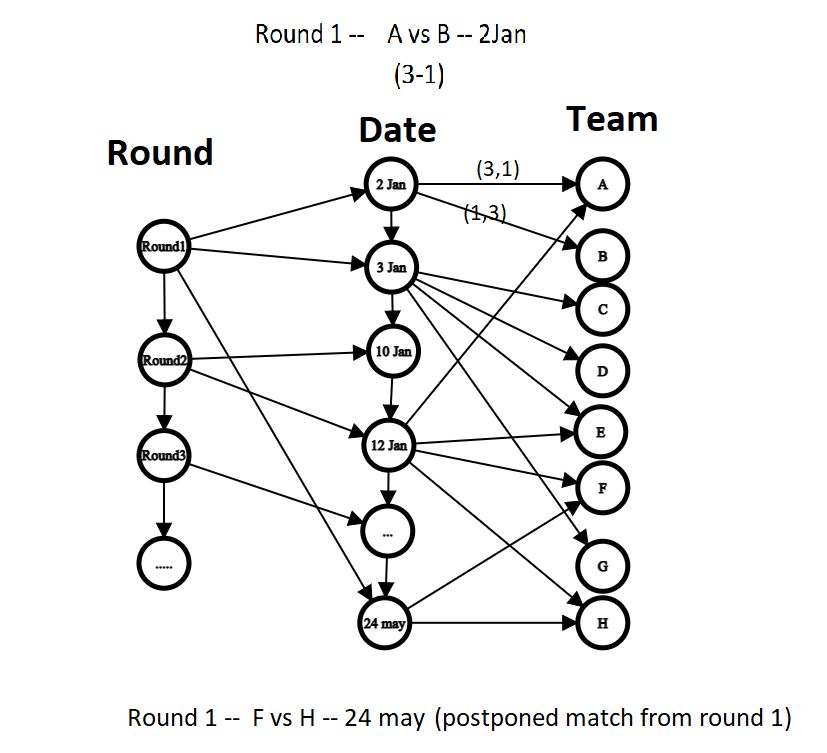 Round 1 -- A vs B -- 2Jan
(3-1)
Round
Date
Team
Round1
Round2
Round3
.....
2 Jan
3 Jan
10 Jan
12 Jan
...
24 may
(3,1)
(1,3)
A
B
C
D
E
F
G
H
Round 1 -- F vs H -- 24 may (postponed match from round 1)